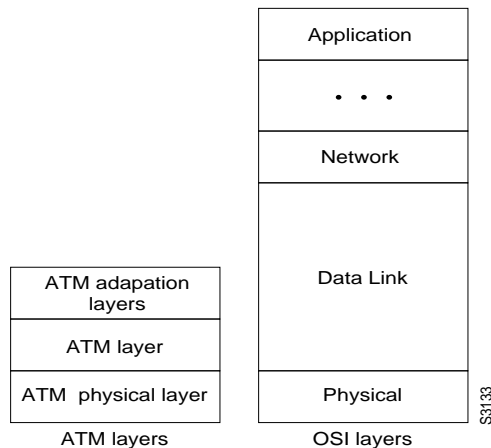 Application
. . .
Network
Data Link
Physical
OSI layers
ATM adapation
layers
ATM layer
ATM physical layer
ATM layers
S3133